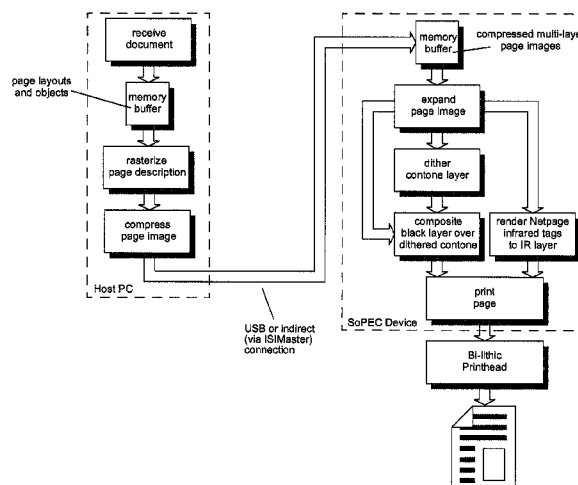 receive
document
page layouts
and objects
memory
buffer
rasterize
page description
compress
page image
Host PC
USB or indirect
(via ISIMaster)
connection
memory
buffer
compressed multi-laye
page images
expand
page image
dither
contone layer
composite
black layer over
dithered contone
render Netpage
infrared tags
to IR layer
print
page
SoPEC Device
Bi-lithic
Printhead